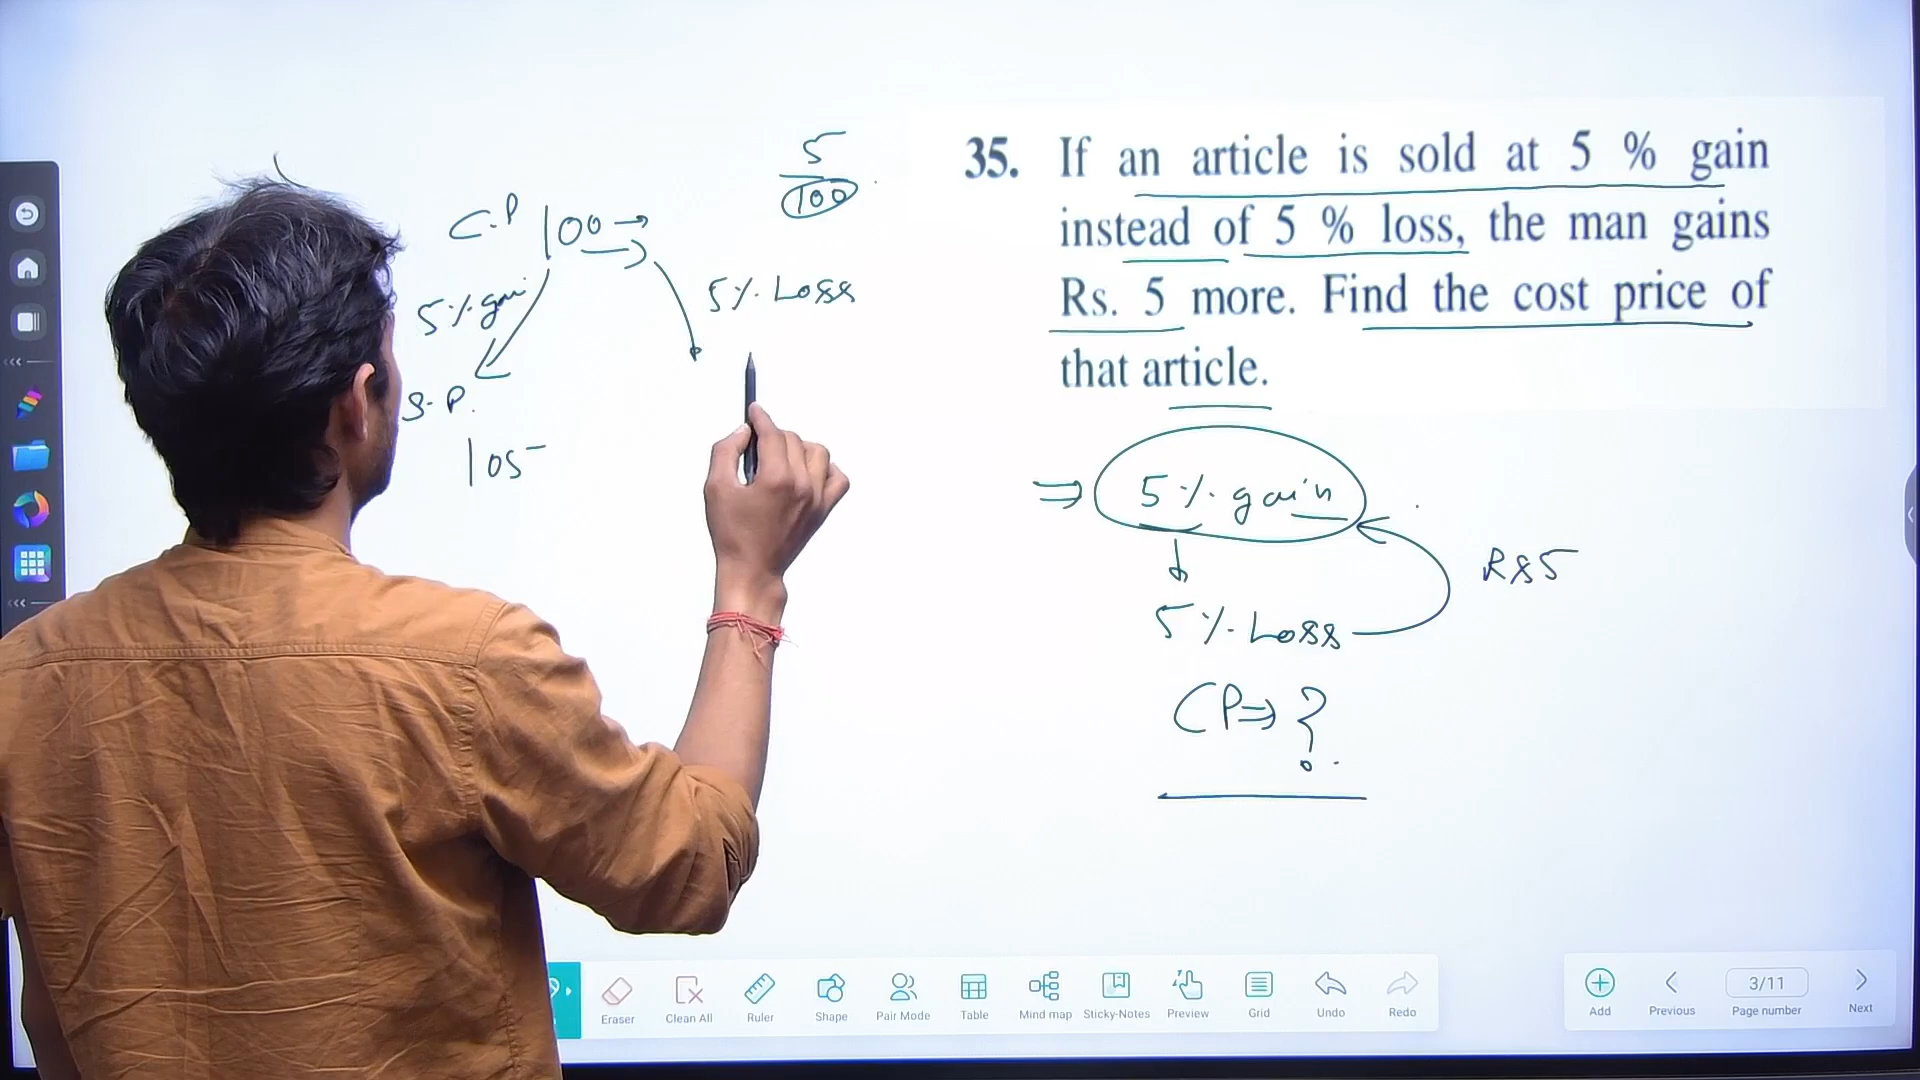 35. If an article is sold at 5 % gain
instead of 5 % loss, the man gains
Rs. 5 more. Find the cost price of
that article.
5
100
C.P 100
5% gain
5% Loss
S.P.
105
5% gain
Rs 5
5% Loss
CP ⇒ ?
Eraser
Clean All
Ruler
Shape
Pair Mode
Table
Mind map
Sticky-Notes
Preview
Grid
Undo
Redo
Add
Previous
3/11
Page number
Next